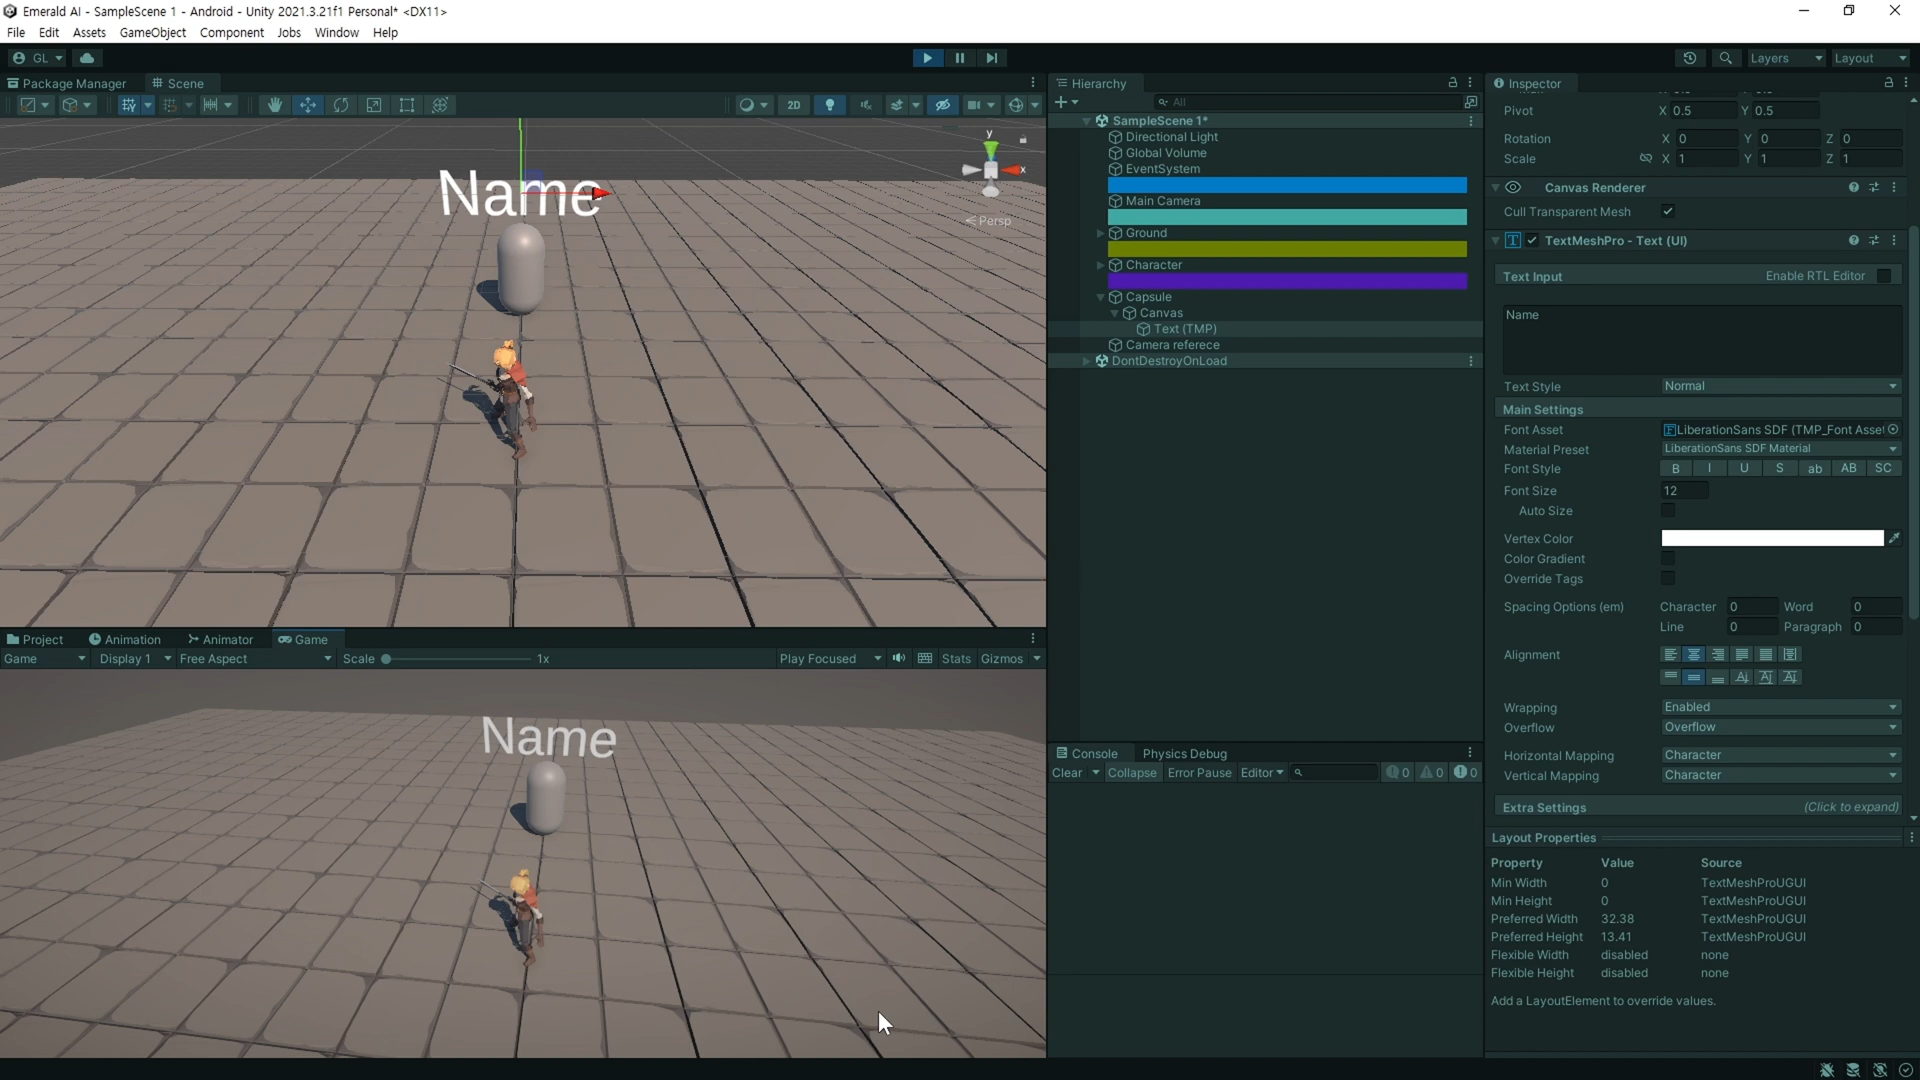 Emerald AI - SampleScene 1 - Android - Unity 2021.3.21f1 Personal* <DX11>
File Edit Assets GameObject Component Jobs Window Help
GL
Layers Layout
Package Manager Scene
2D
y
x
< Persp
Name
Project Animation Animator Game
Game Display 1 Free Aspect Scale 1x Play Focused Stats Gizmos
Name
Hierarchy
All
SampleScene 1*
Directional Light
Global Volume
EventSystem
Main Camera
Ground
Character
Capsule
Canvas
Text (TMP)
Camera referece
DontDestroyOnLoad
Console Physics Debug
Clear Collapse Error Pause Editor 0 0 0
Inspector
Pivot X 0.5 Y 0.5
Rotation X 0 Y 0 Z 0
Scale X 1 Y 1 Z 1
Canvas Renderer
Cull Transparent Mesh
TextMeshPro - Text (UI)
Text Input Enable RTL Editor
Name
Text Style Normal
Main Settings
Font Asset LiberationSans SDF (TMP_Font Asset
Material Preset LiberationSans SDF Material
Font Style B I U S ab AB SC
Font Size 12
Auto Size
Vertex Color
Color Gradient
Override Tags
Spacing Options (em) Character 0 Word 0
Line 0 Paragraph 0
Alignment
Wrapping Enabled
Overflow Overflow
Horizontal Mapping Character
Vertical Mapping Character
Extra Settings (Click to expand)
Layout Properties
Property Value Source
Min Width 0 TextMeshProUGUI
Min Height 0 TextMeshProUGUI
Preferred Width 32.38 TextMeshProUGUI
Preferred Height 13.41 TextMeshProUGUI
Flexible Width disabled none
Flexible Height disabled none
Add a LayoutElement to override values.